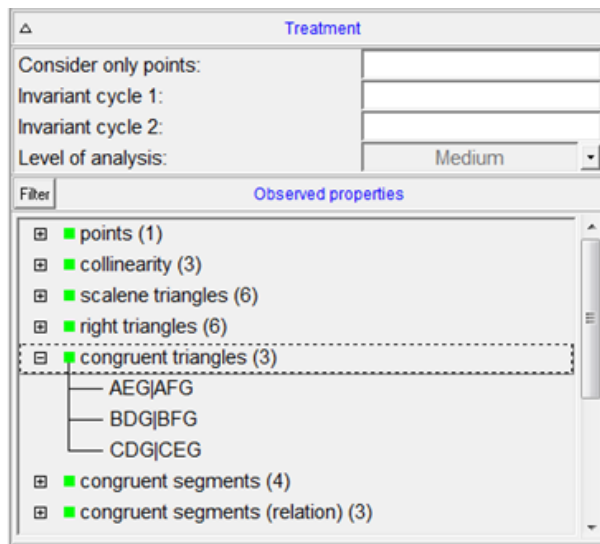 Treatment
Consider only points:
Invariant cycle 1:
Invariant cycle 2:
Level of analysis: Medium
Filter Observed properties
points (1)
collinearity (3)
scalene triangles (6)
right triangles (6)
congruent triangles (3)
AEG|AFG
BDG|BFG
CDG|CEG
congruent segments (4)
congruent segments (relation) (3)